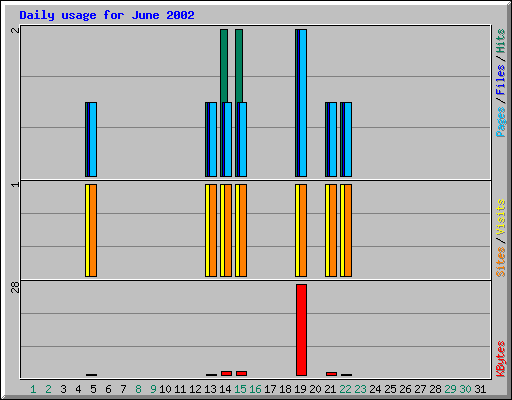 Daily usage for June 2002
2
Pages/Files/Hits
1
Sites/Visits
28
KBytes
1 2 3 4 5 6 7 8 9 10 11 12 13 14 15 16 17 18 19 20 21 22 23 24 25 26 27 28 29 30 31